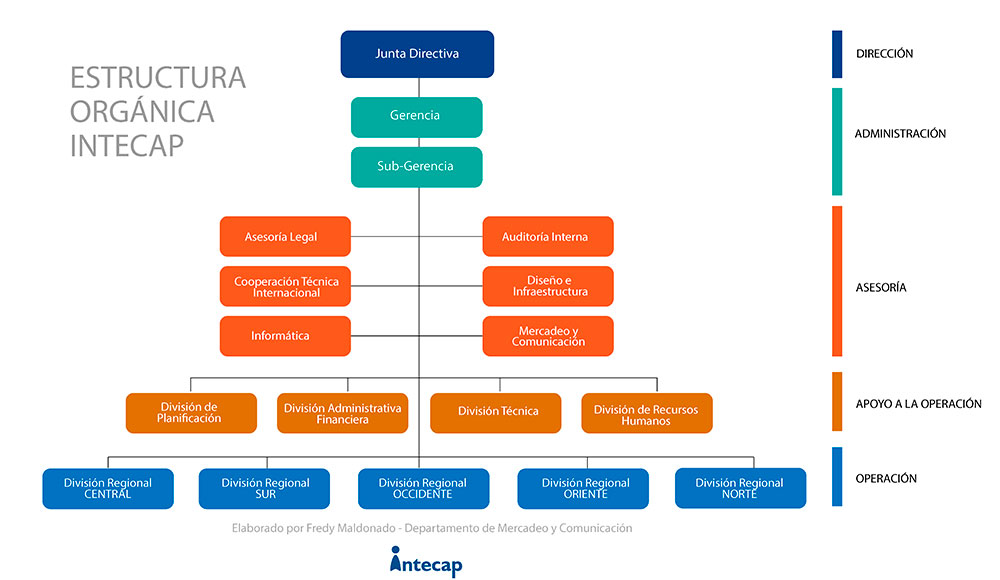 ESTRUCTURA
ORGÁNICA
INTECAP
Junta Directiva
DIRECCIÓN
Gerencia
Sub-Gerencia
ADMINISTRACIÓN
Asesoría Legal
Auditoría Interna
Cooperación Técnica
Internacional
Diseño e
Infraestructura
Informática
Mercadeo y
Comunicación
ASESORÍA
División de
Planificación
División Administrativa
Financiera
División Técnica
División de Recursos
Humanos
APOYO A LA OPERACIÓN
División Regional
CENTRAL
División Regional
SUR
División Regional
OCCIDENTE
División Regional
ORIENTE
División Regional
NORTE
OPERACIÓN
Elaborado por Fredy Maldonado - Departamento de Mercadeo y Comunicación
intecap